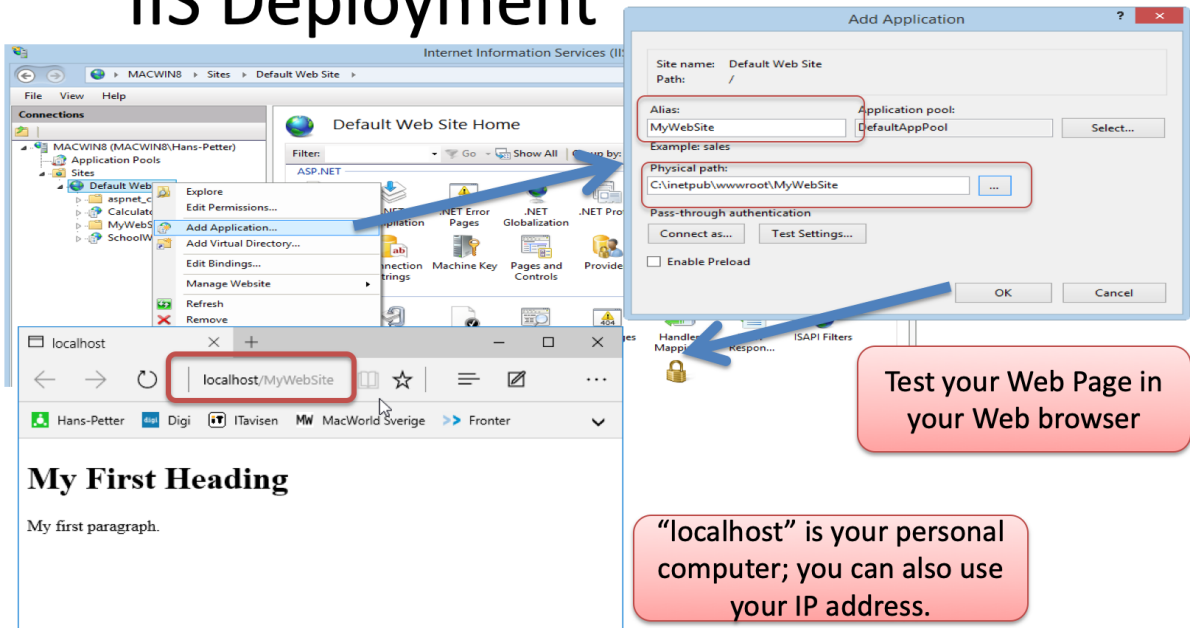 IIS Deployment
Internet Information Services (IIS
MACWIN8 Sites Default Web Site
File View Help
Connections
MACWIN8 (MACWIN8\Hans-Petter)
Application Pools
Sites
Default Web
aspnet_c
Calculato
MyWebS
SchoolW
Explore
Edit Permissions...
Add Application...
Add Virtual Directory...
Edit Bindings...
Manage Website
Refresh
Remove
Default Web Site Home
Filter: Go Show All by:
ASP.NET
.NET Error
Pages
.NET
Globalization
.NET Pro
Machine Key
Pages and
Controls
Provide
trings
Handler
Mappi
Respon...
ISAPI Filters
404
ab
Add Application
? ×
Site name: Default Web Site
Path: /
Alias:
Application pool:
MyWebSite
DefaultAppPool
Select...
Example: sales
Physical path:
C:\inetpub\wwwroot\MyWebSite
...
Pass-through authentication
Connect as...
Test Settings...
Enable Preload
OK
Cancel
localhost
localhost/MyWebSite
Hans-Petter digi Digi ITavisen MW MacWorld Sverige >> Fronter
My First Heading
My first paragraph.
Test your Web Page in
your Web browser
“localhost” is your personal
computer; you can also use
your IP address.